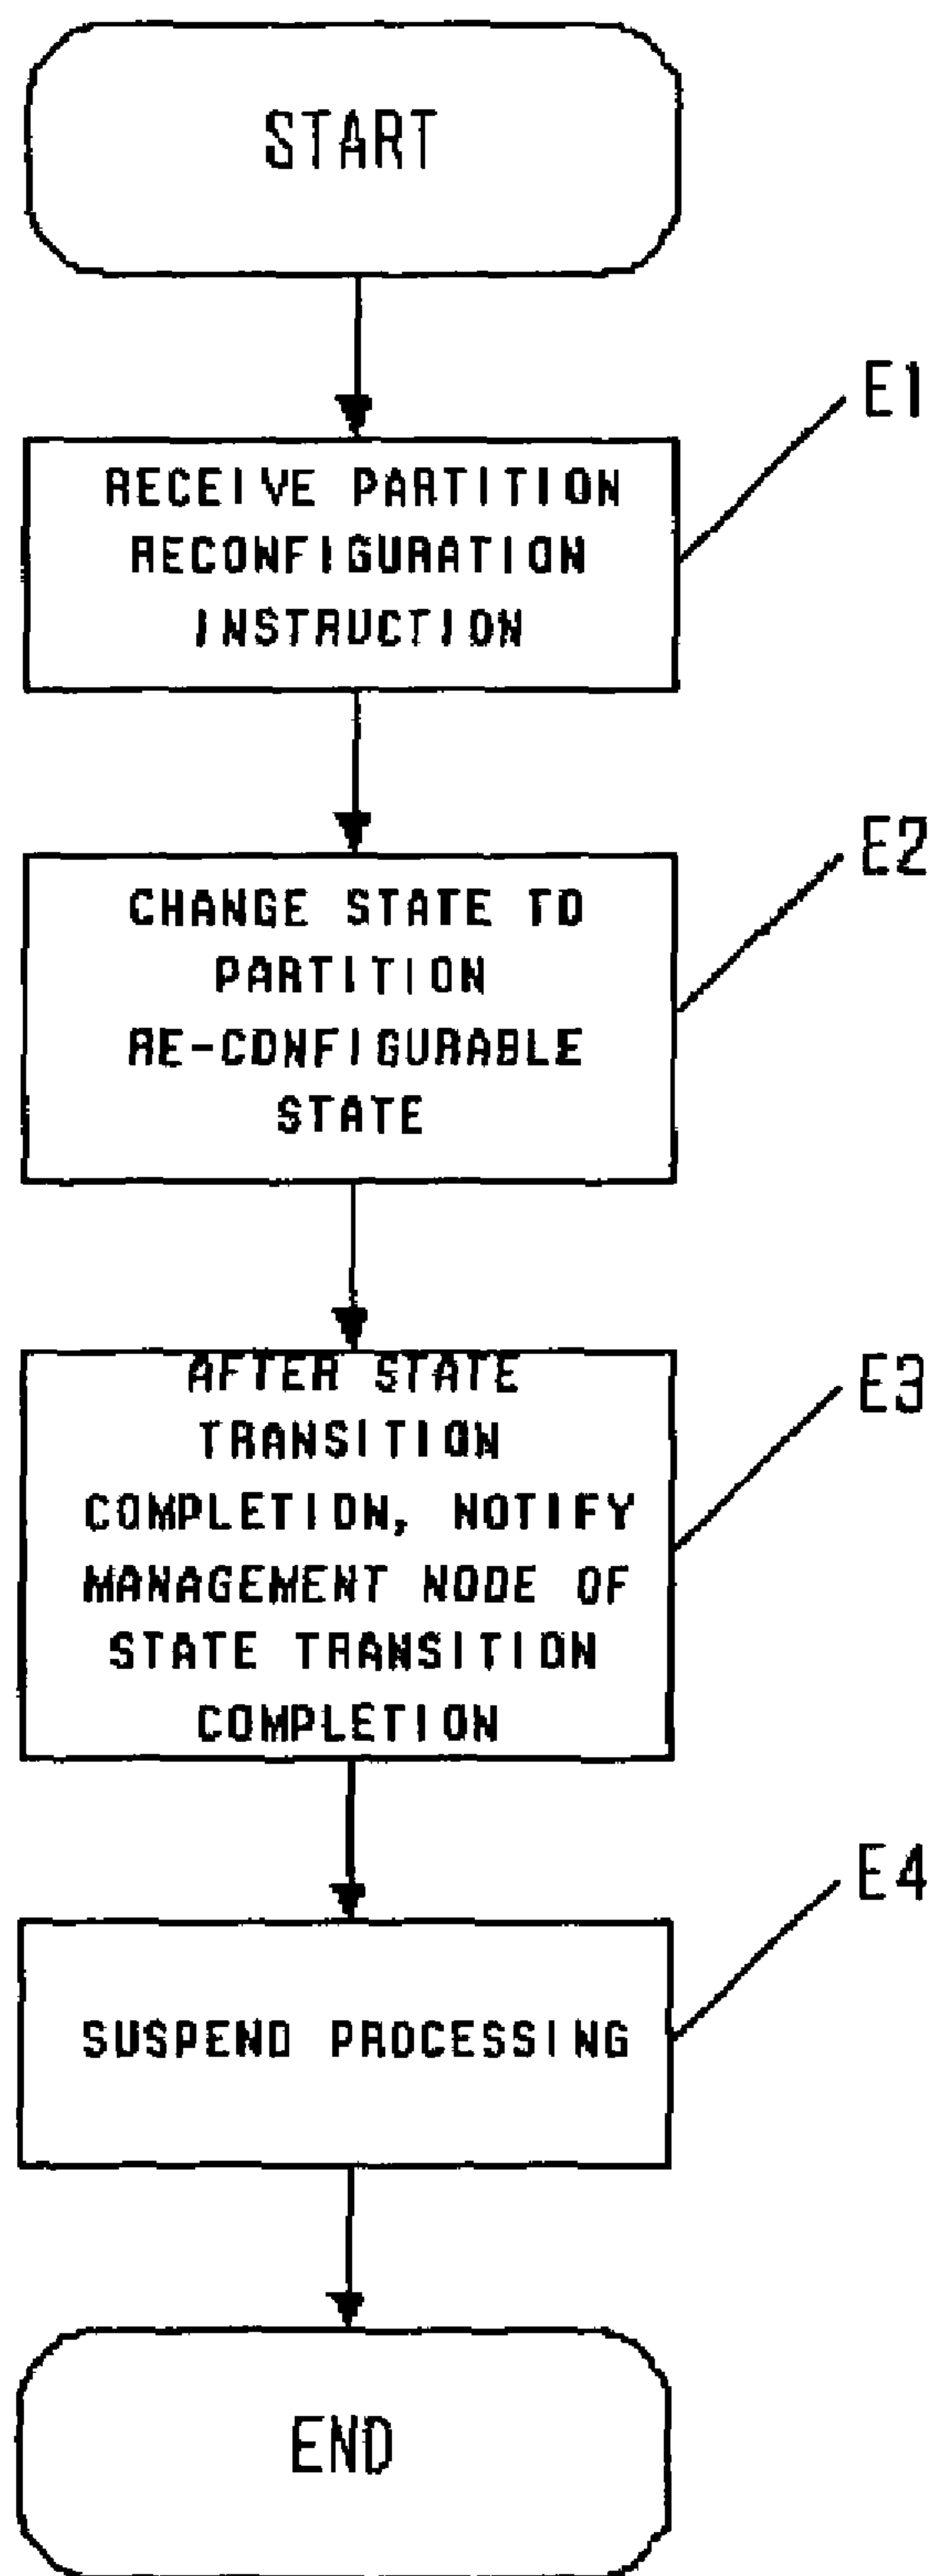 START
E1
RECEIVE PARTITION
RECONFIGURATION
INSTRUCTION
E2
CHANGE STATE TO
PARTITION
RE-CONFIGURABLE
STATE
E3
AFTER STATE
TRANSITION
COMPLETION, NOTIFY
MANAGEMENT NODE OF
STATE TRANSITION
COMPLETION
E4
SUSPEND PROCESSING
END